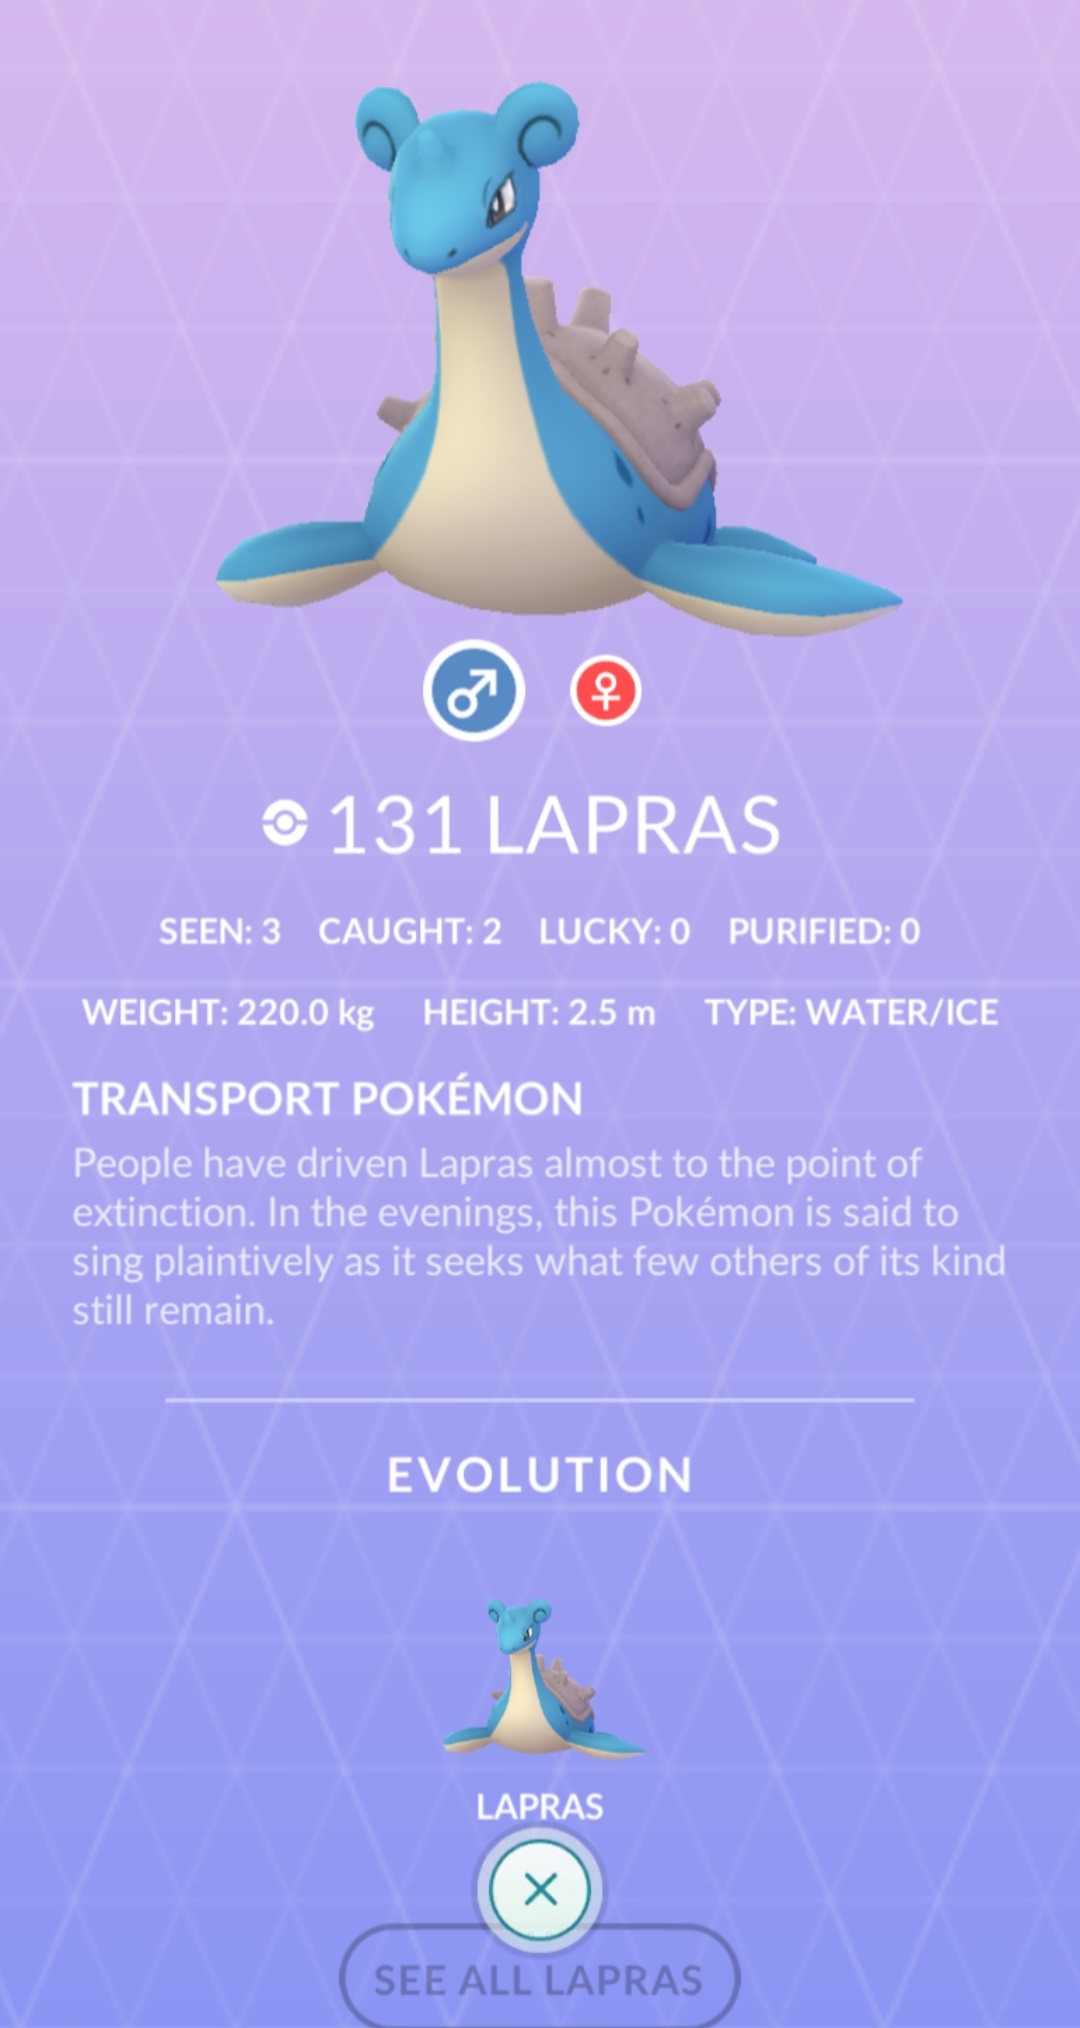 131 LAPRAS
SEEN: 3 CAUGHT: 2 LUCKY: 0 PURIFIED: 0
WEIGHT: 220.0 kg HEIGHT: 2.5 m TYPE: WATER/ICE
TRANSPORT POKÉMON
People have driven Lapras almost to the point of
extinction. In the evenings, this Pokémon is said to
sing plaintively as it seeks what few others of its kind
still remain.
EVOLUTION
LAPRAS
SEE ALL LAPRAS